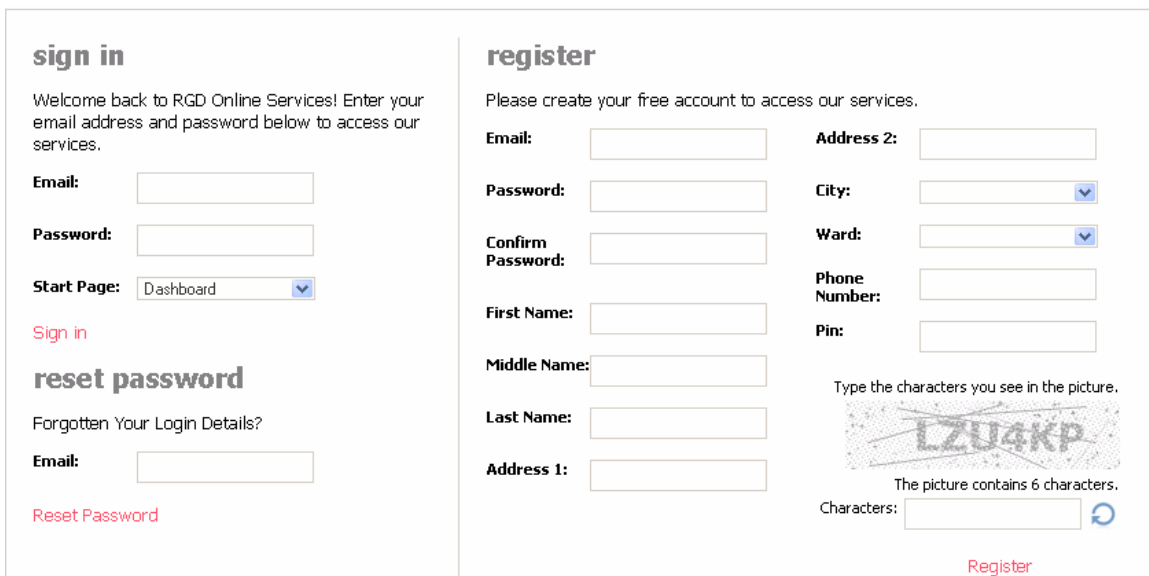 sign in
Welcome back to RGD Online Services! Enter your
email address and password below to access our
services.
Email:
Password:
Start Page: Dashboard
Sign in
reset password
Forgotten Your Login Details?
Email:
Reset Password
register
Please create your free account to access our services.
Email:
Password:
Confirm
Password:
First Name:
Middle Name:
Last Name:
Address 1:
Address 2:
City:
Ward:
Phone
Number:
Pin:
Type the characters you see in the picture.
LZU4KP
The picture contains 6 characters.
Characters:
Register